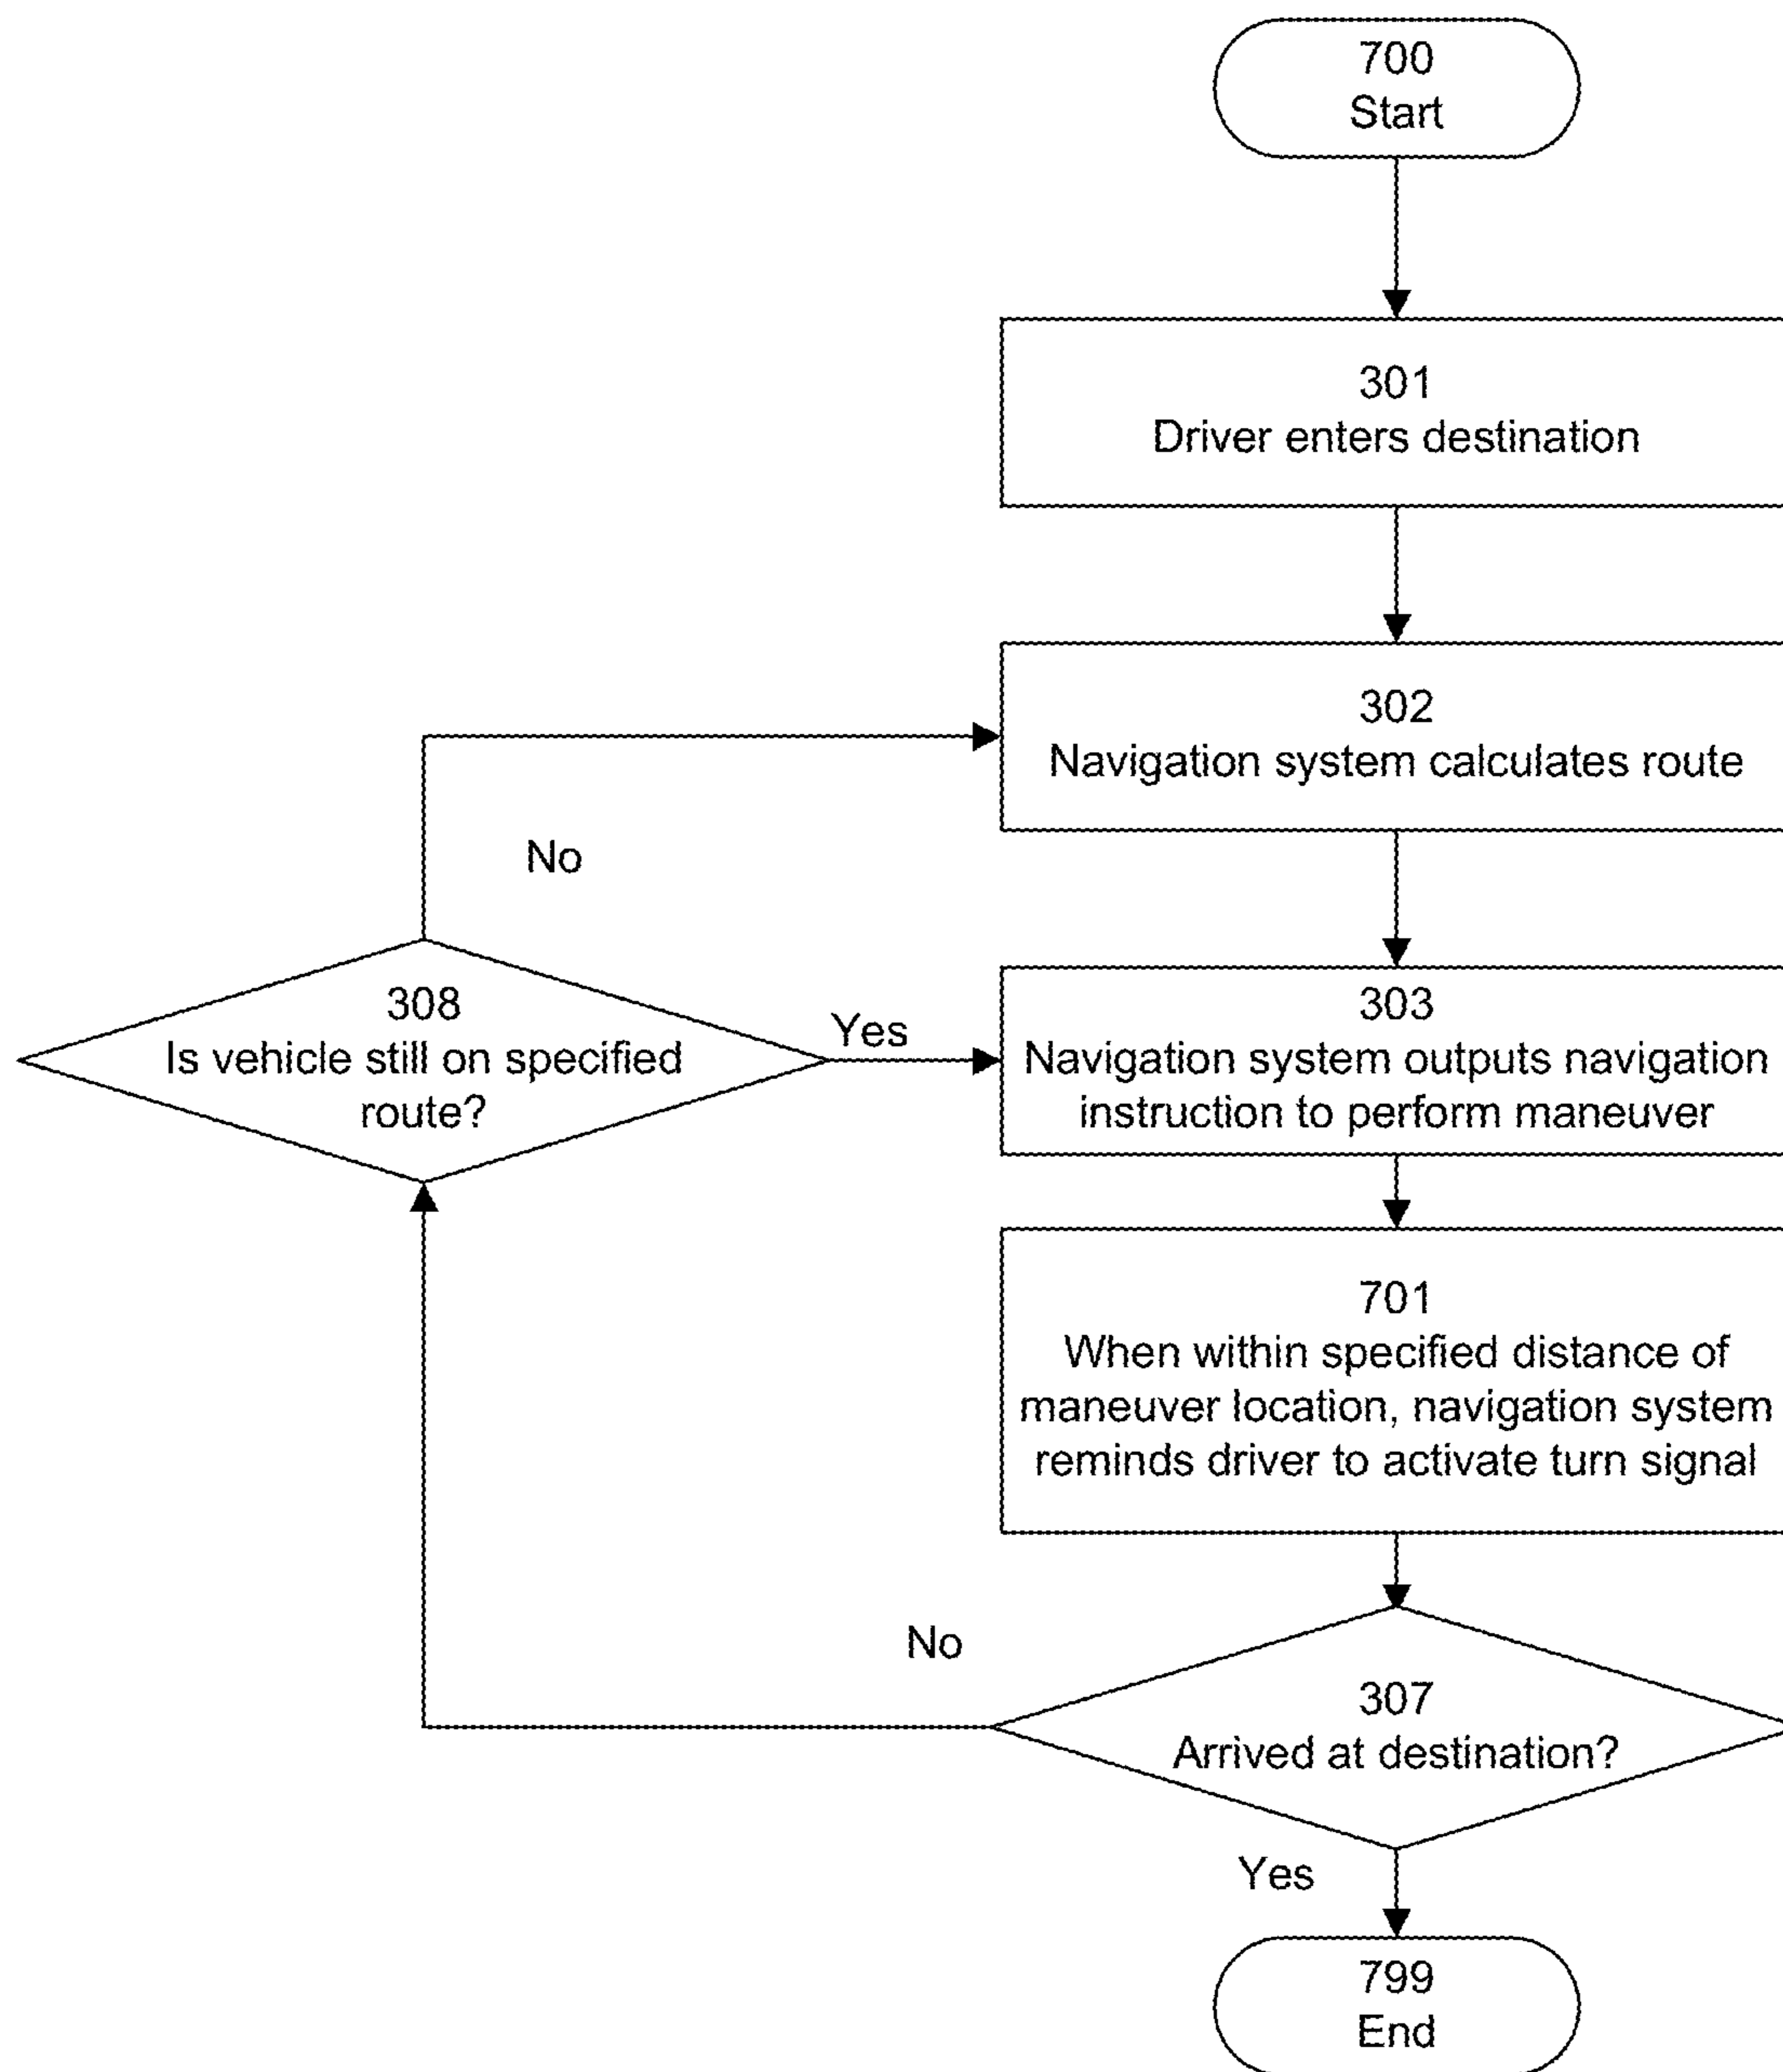 700
Start
301
Driver enters destination
302
Navigation system calculates route
No
308
Is vehicle still on specified
route?
Yes
303
Navigation system outputs navigation
instruction to perform maneuver
701
When within specified distance of
maneuver location, navigation system
reminds driver to activate turn signal
No
307
Arrived at destination?
Yes
799
End